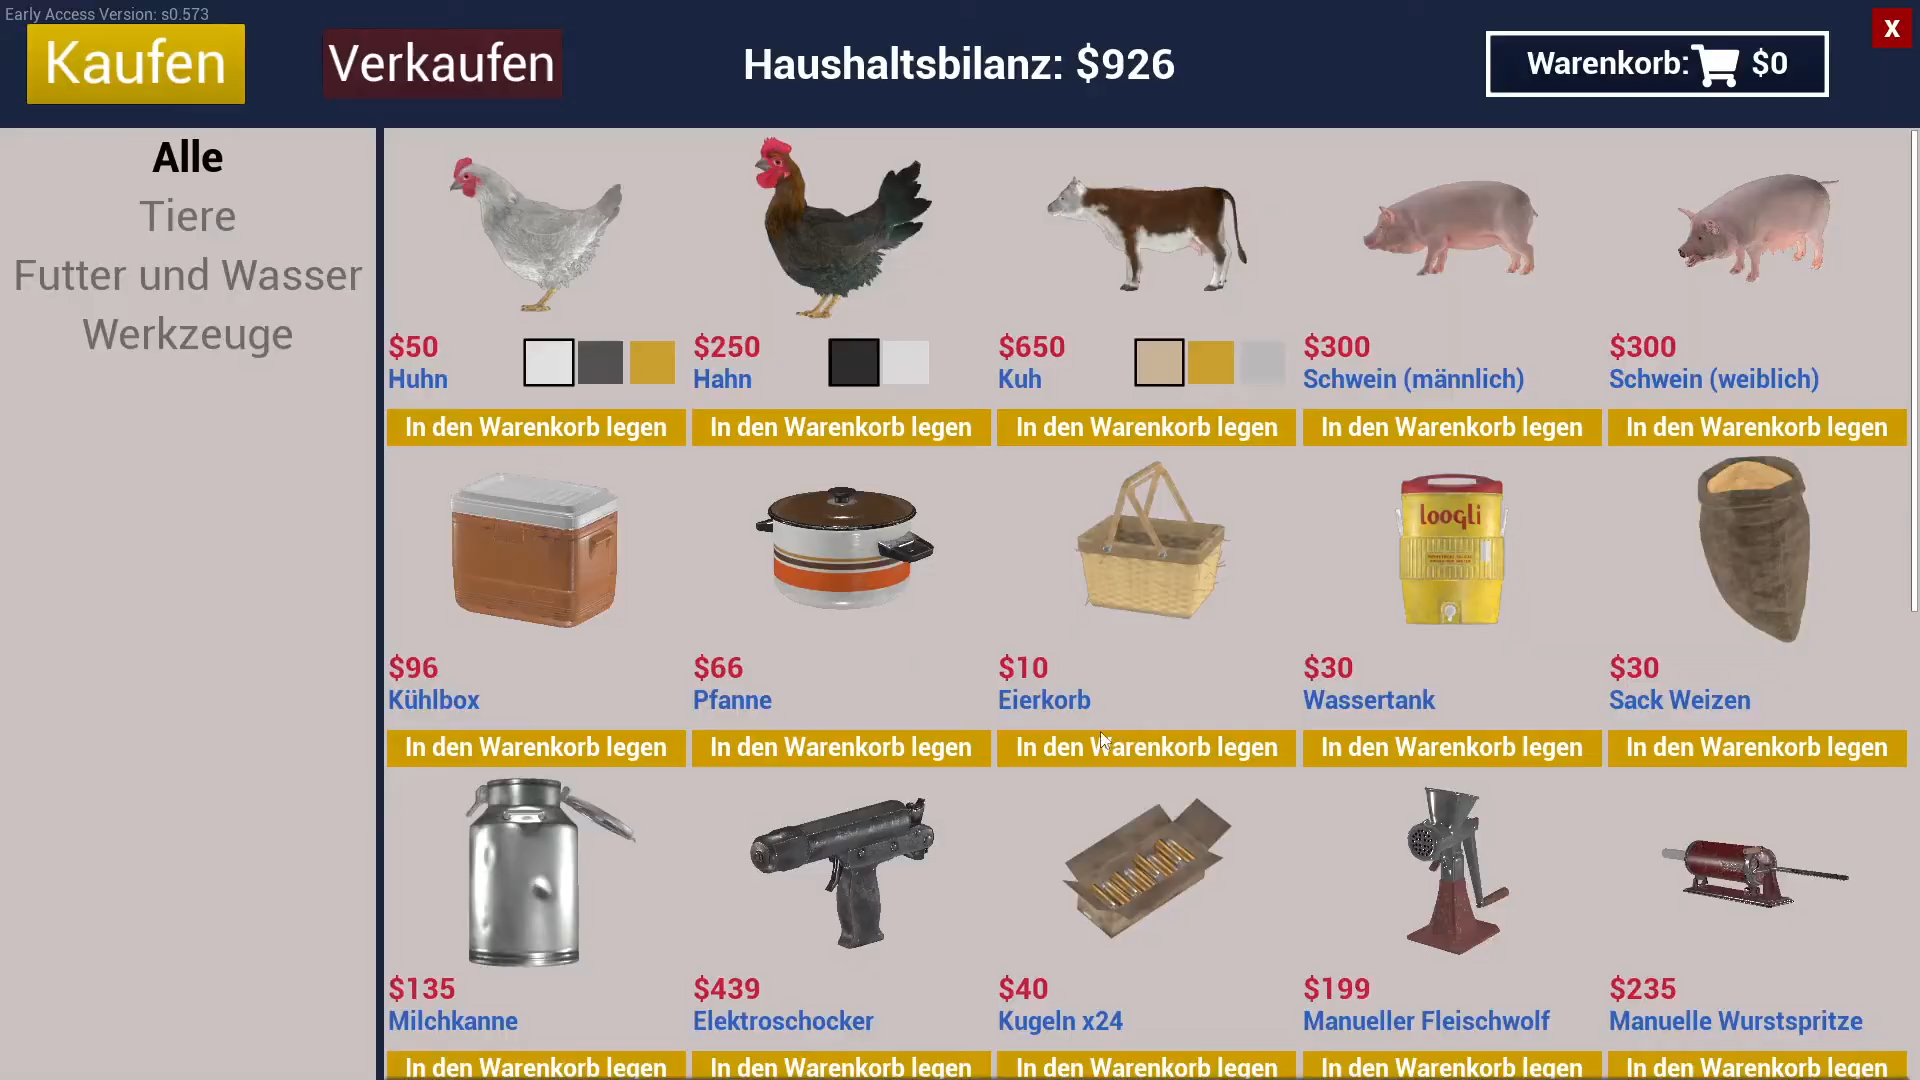 Early Access Version: s0.573
Kaufen
Verkaufen
Haushaltsbilanz: $926
Warenkorb: $0
X
Alle
Tiere
Futter und Wasser
Werkzeuge
$50
Huhn
$250
Hahn
$650
Kuh
$300
Schwein (männlich)
$300
Schwein (weiblich)
In den Warenkorb legen
In den Warenkorb legen
In den Warenkorb legen
In den Warenkorb legen
In den Warenkorb legen
loogli
$96
Kühlbox
$66
Pfanne
$10
Eierkorb
$30
Wassertank
$30
Sack Weizen
In den Warenkorb legen
In den Warenkorb legen
In den Warenkorb legen
In den Warenkorb legen
In den Warenkorb legen
$135
Milchkanne
$439
Elektroschocker
$40
Kugeln x24
$199
Manueller Fleischwolf
$235
Manuelle Wurstspritze
In den Warenkorb legen
In den Warenkorb legen
In den Warenkorb legen
In den Warenkorb legen
In den Warenkorb legen